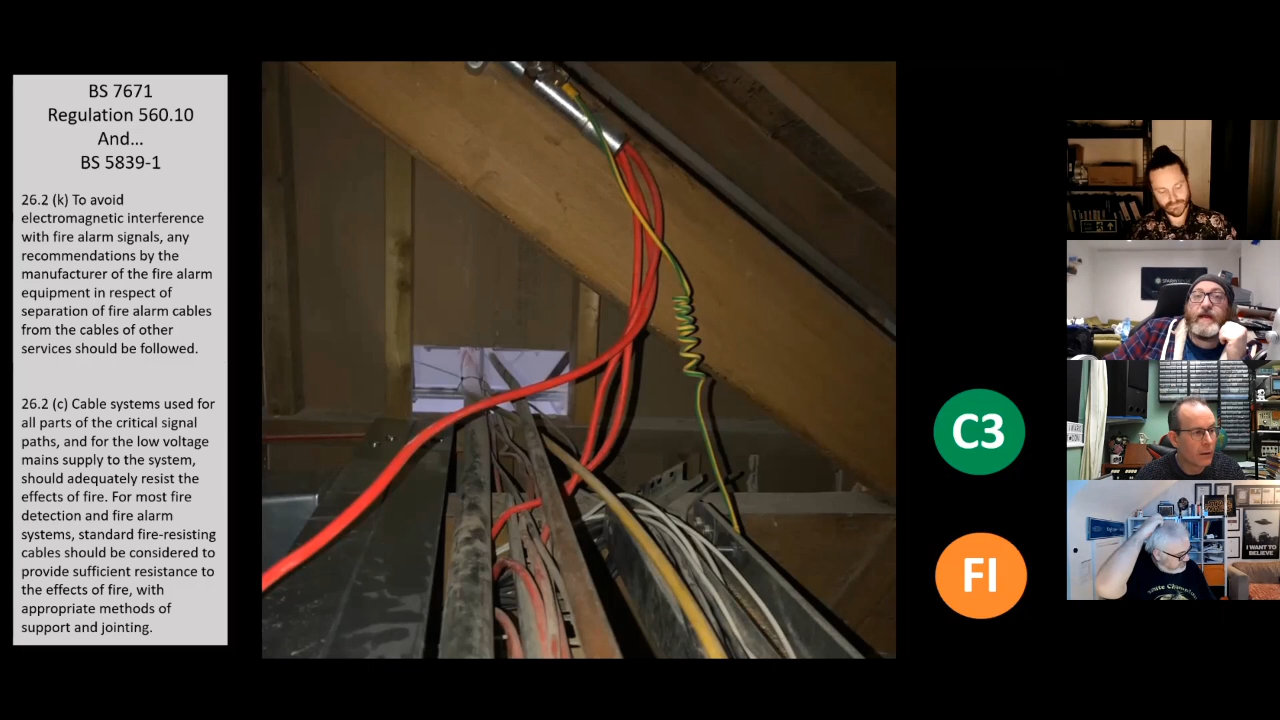 BS 7671
Regulation 560.10
And...
BS 5839-1
26.2 (k) To avoid
electromagnetic interference
with fire alarm signals, any
recommendations by the
manufacturer of the fire alarm
equipment in respect of
separation of fire alarm cables
from the cables of other
services should be followed.
26.2 (c) Cable systems used for
all parts of the critical signal
paths, and for the low voltage
mains supply to the system,
should adequately resist the
effects of fire. For most fire
detection and fire alarm
systems, standard fire-resisting
cables should be considered to
provide sufficient resistance to
the effects of fire, with
appropriate methods of
support and jointing.
C3
FI
I WANT TO
BELIEVE